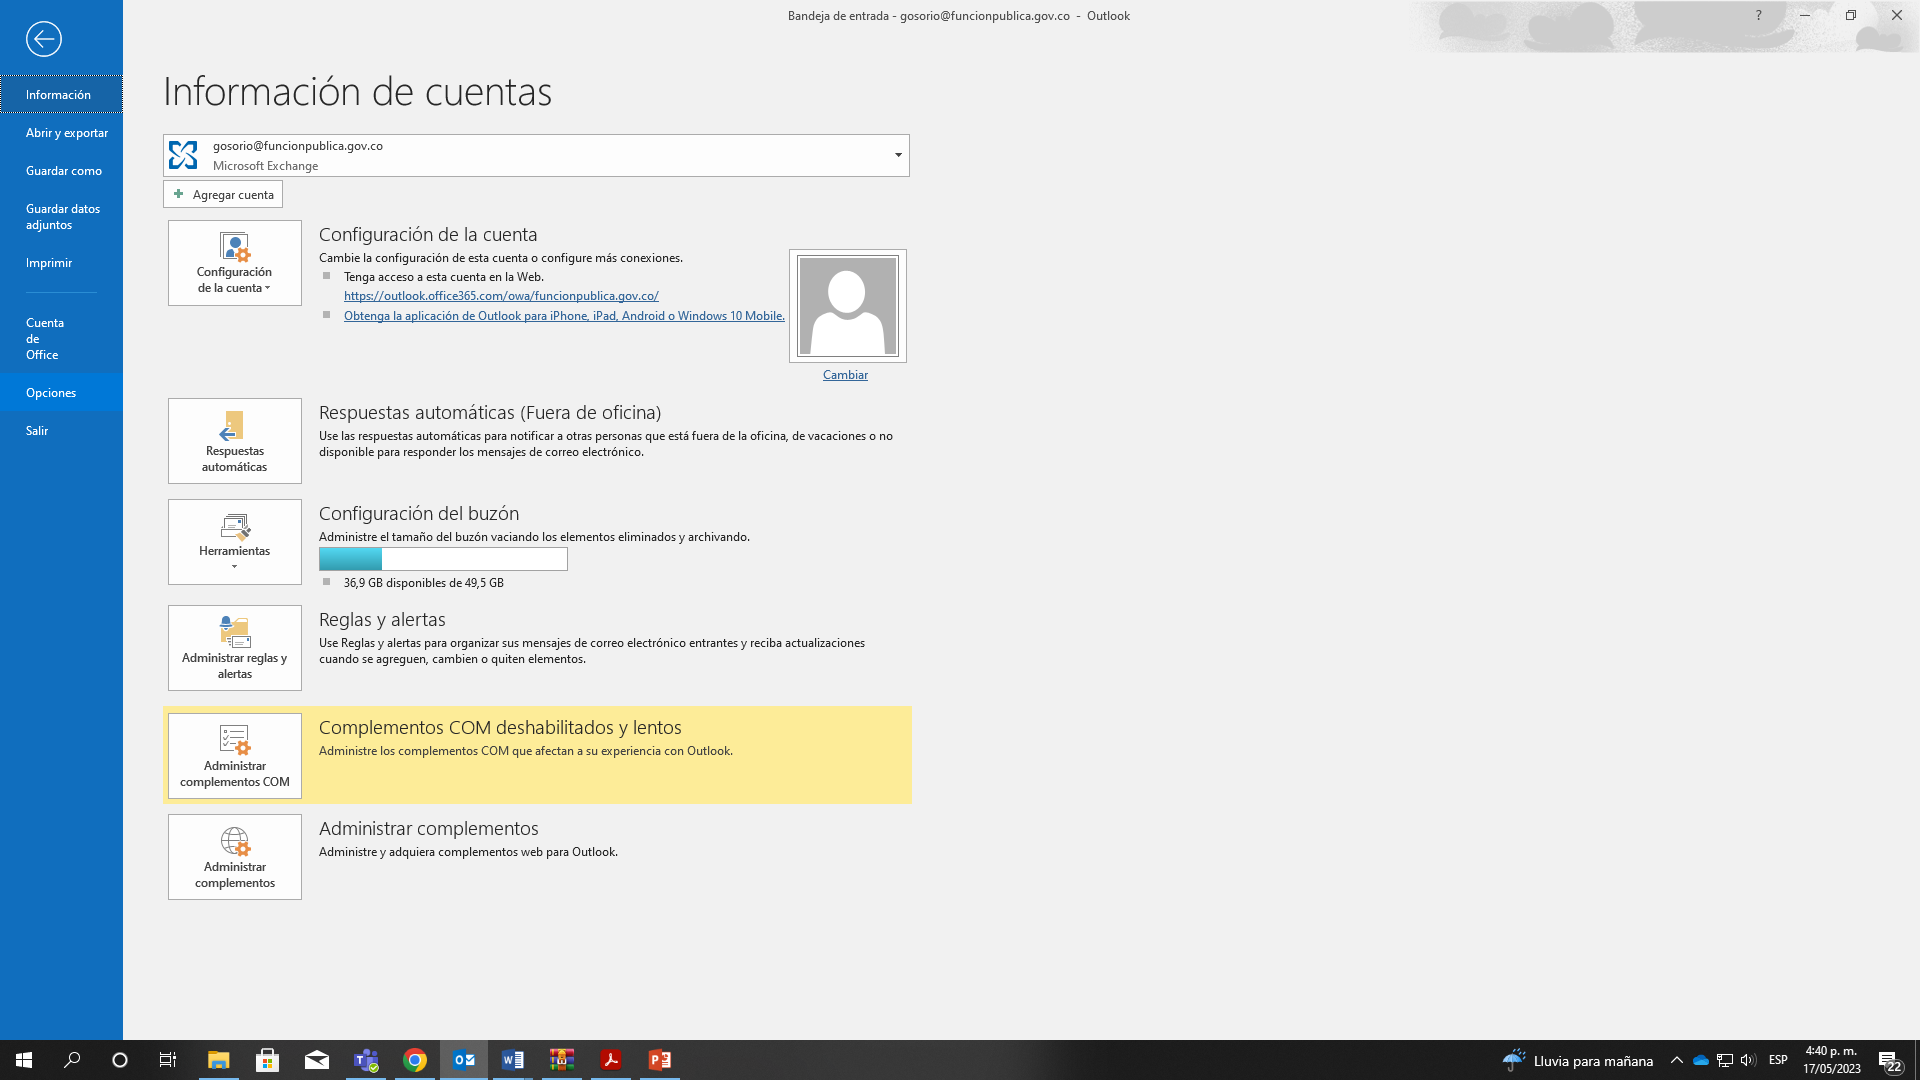 Bandeja de entrada - gosorio@funcionpublica.gov.co - Outlook
?
Información
Abrir y exportar
Guardar como
Guardar datos
adjuntos
Imprimir
Cuenta
de
Office
Opciones
Salir
Información de cuentas
gosorio@funcionpublica.gov.co
Microsoft Exchange
Agregar cuenta
Configuración
de la cuenta
Configuración de la cuenta
Cambie la configuración de esta cuenta o configure más conexiones.
Tenga acceso a esta cuenta en la Web.
https://outlook.office365.com/owa/funcionpublica.gov.co/
Obtenga la aplicación de Outlook para iPhone, iPad, Android o Windows 10 Mobile.
Cambiar
Respuestas
automáticas
Respuestas automáticas (Fuera de oficina)
Use las respuestas automáticas para notificar a otras personas que está fuera de la oficina, de vacaciones o no
disponible para responder los mensajes de correo electrónico.
Herramientas
Configuración del buzón
Administre el tamaño del buzón vaciando los elementos eliminados y archivando.
36,9 GB disponibles de 49,5 GB
Administrar reglas y
alertas
Reglas y alertas
Use Reglas y alertas para organizar sus mensajes de correo electrónico entrantes y reciba actualizaciones
cuando se agreguen, cambien o quiten elementos.
Administrar
complementos COM
Complementos COM deshabilitados y lentos
Administre los complementos COM que afectan a su experiencia con Outlook.
Administrar
complementos
Administrar complementos
Administre y adquiera complementos web para Outlook.
Lluvia para mañana
ESP
4:40 p. m.
17/05/2023
22